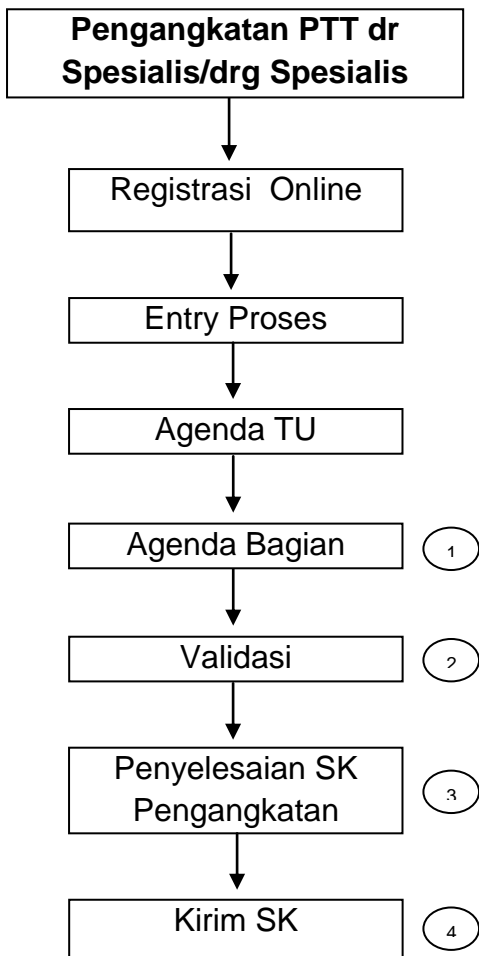 Pengangkatan PTT dr
Spesialis/drg Spesialis
Registrasi Online
Entry Proses
Agenda TU
Agenda Bagian
1
Validasi
2
Penyelesaian SK
Pengangkatan
3
Kirim SK
4